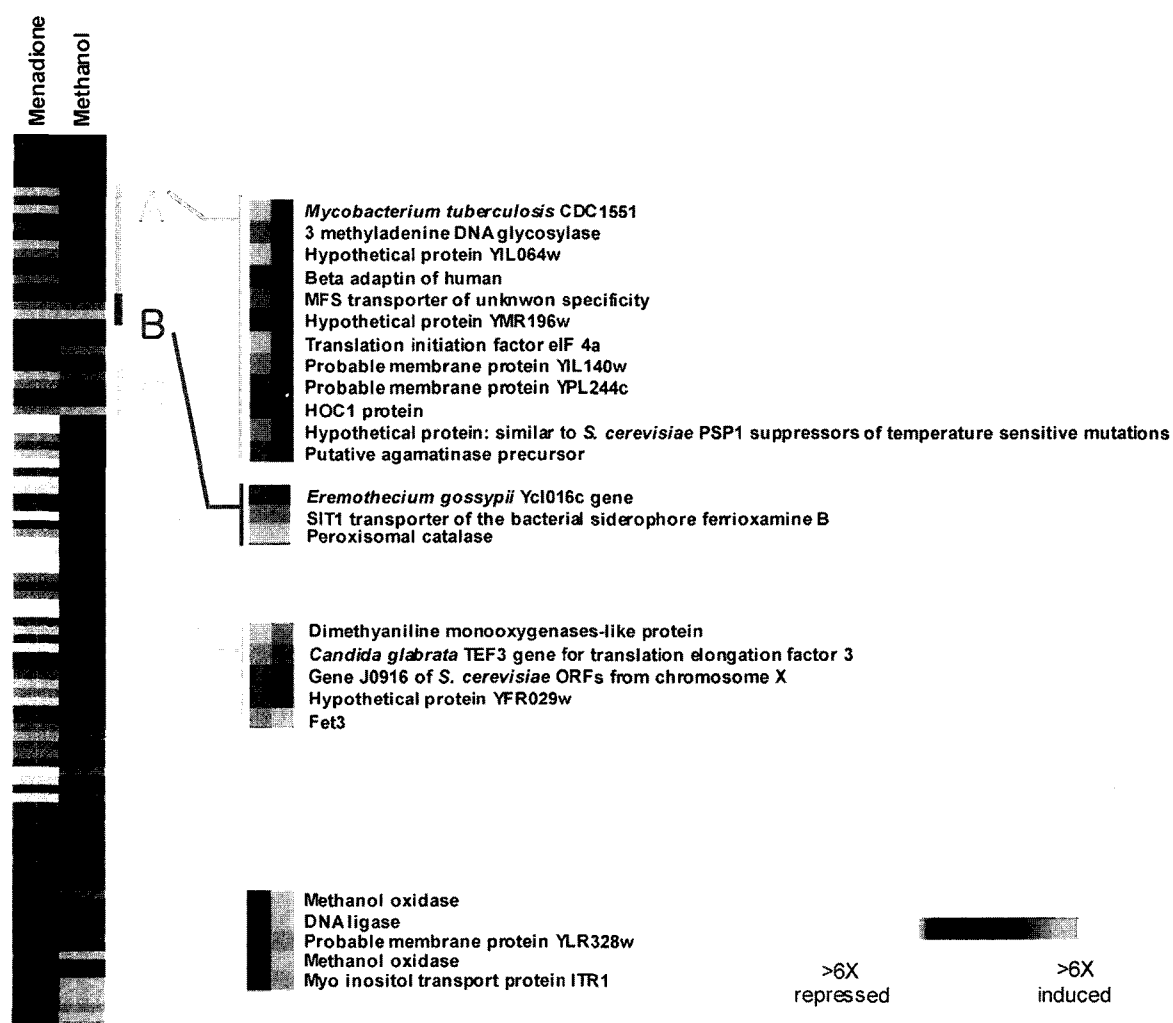 Menadione
Methanol
A
Mycobacterium tuberculosis CDC1551
3 methyladenine DNA glycosylase
Hypothetical protein YIL064w
Beta adaptin of human
MFS transporter of unknwon specificity
Hypothetical protein YMR196w
Translation initiation factor eIF 4a
Probable membrane protein YIL140w
Probable membrane protein YPL244c
HOC1 protein
Hypothetical protein: similar to S. cerevisiae PSP1 suppressors of temperature sensitive mutations
Putative agamatinase precursor
B
Eremothecium gossypii Ycl016c gene
SIT1 transporter of the bacterial siderophore ferrioxamine B
Peroxisomal catalase
Dimethyaniline monooxygenases-like protein
Candida glabrata TEF3 gene for translation elongation factor 3
Gene J0916 of S. cerevisiae ORFs from chromosome X
Hypothetical protein YFR029w
Fet3
Methanol oxidase
DNA ligase
Probable membrane protein YLR328w
Methanol oxidase
Myo inositol transport protein ITR1
>6X
repressed
>6X
induced